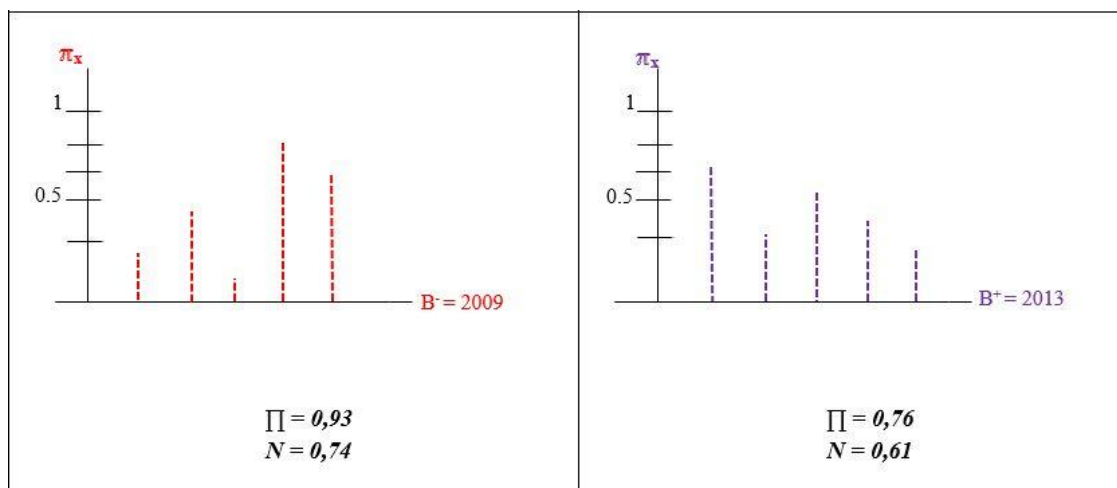 πx
1
0.5
B- = 2009
∏ = 0,93
N = 0,74
πx
1
0.5
B+ = 2013
∏ = 0,76
N = 0,61